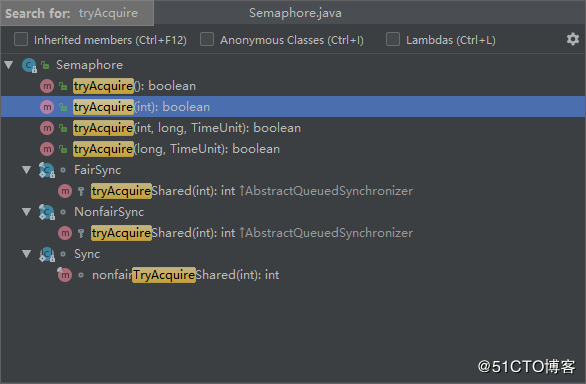 Search for: tryAcquire Semaphore.java
Inherited members (Ctrl+F12) Anonymous Classes (Ctrl+I) Lambdas (Ctrl+L)
Semaphore
tryAcquire(): boolean
tryAcquire(int): boolean
tryAcquire(int, long, TimeUnit): boolean
tryAcquire(long, TimeUnit): boolean
FairSync
tryAcquireShared(int): int ↑AbstractQueuedSynchronizer
NonfairSync
tryAcquireShared(int): int ↑AbstractQueuedSynchronizer
Sync
nonfairTryAcquireShared(int): int
@51CTO博客